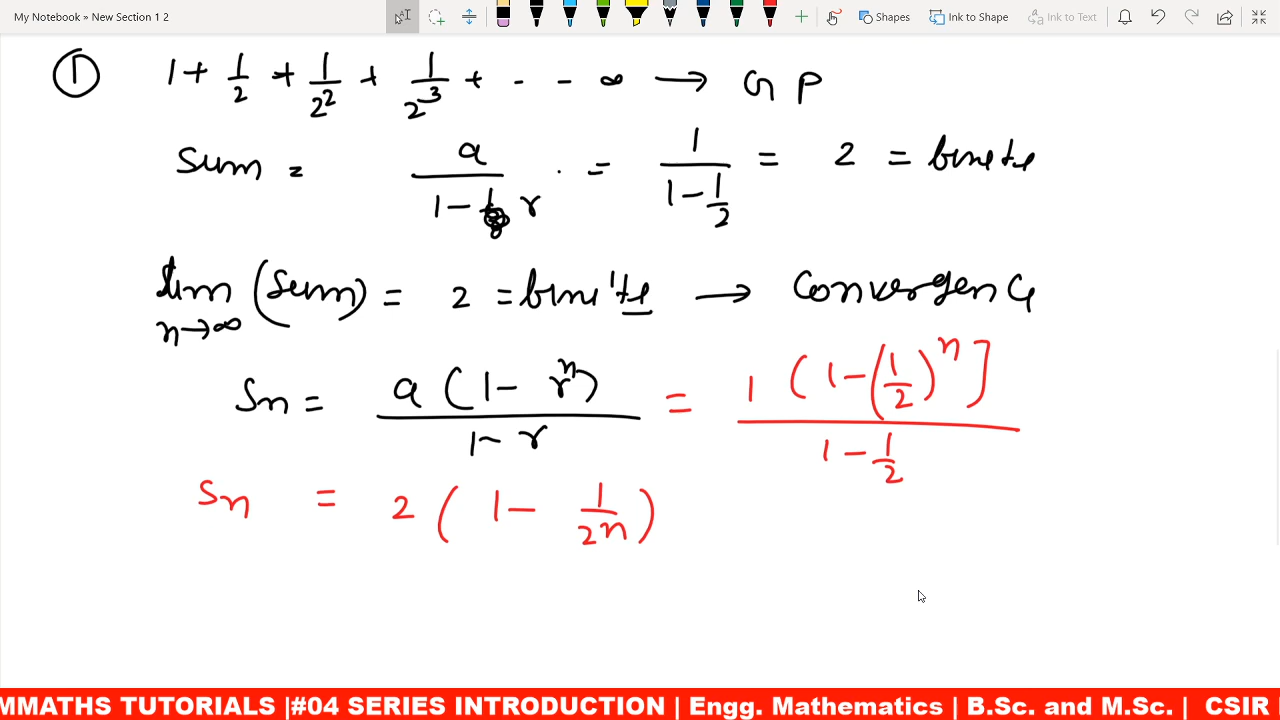 My Notebook » New Section 1 2
Shapes
Ink to Shape
Ink to Text
① 1 + 1/2 + 1/2² + 1/2³ + - - ∞ → GP
Sum = a/(1 - r) = 1/(1 - 1/2) = 2 = finite
lim n→∞ (Sum) = 2 = finite → Convergence
Sn = a(1 - rⁿ)/(1 - r) = 1(1 - (1/2)ⁿ]/(1 - 1/2)
Sn = 2(1 - 1/2ⁿ)
MMATHS TUTORIALS |#04 SERIES INTRODUCTION | Engg. Mathematics | B.Sc. and M.Sc. | CSIR